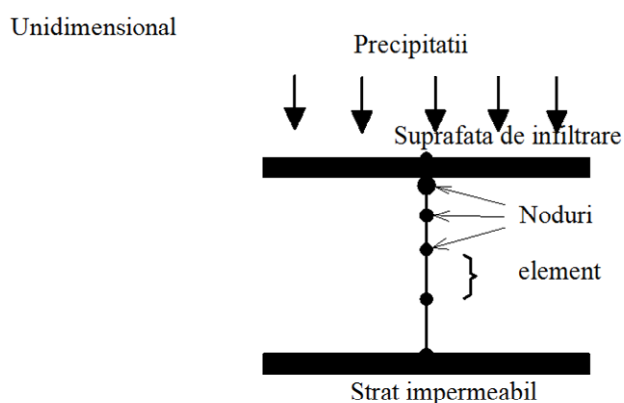 Unidimensional
Precipitatii
Suprafata de infiltrare
Noduri
element
Strat impermeabil